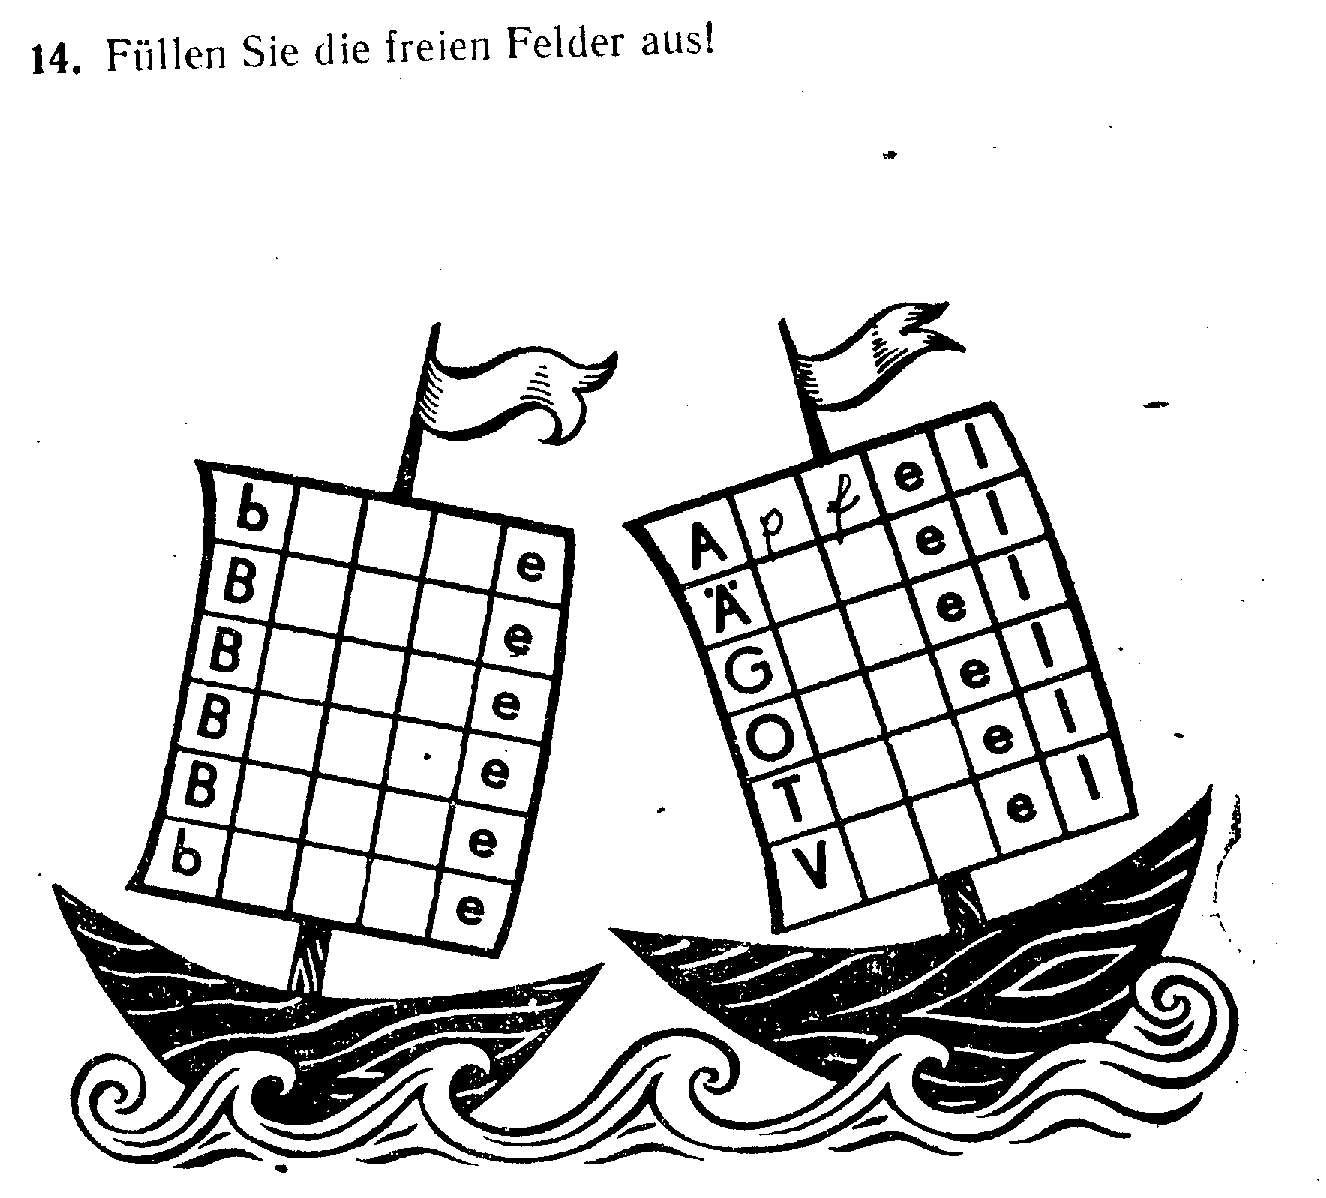 14. Füllen Sie die freien Felder aus!
b e
B e
B e
B e
B e
b e
A p f e l
Ä e l
G e l
O e l
T e l
V e l